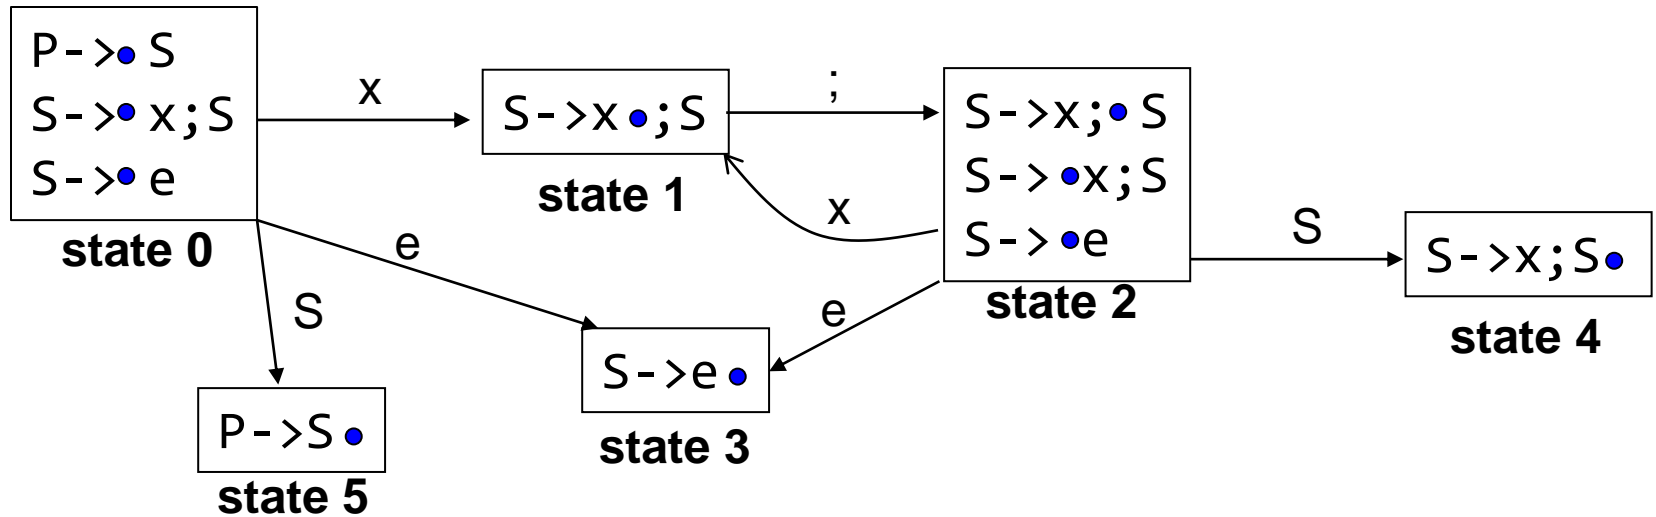 P->● S
S->● x;S
S->● e
state 0
x
S->x●;S
state 1
;
S->x;● S
S->●x;S
S->●e
state 2
x
e
S
e
S
S->x;S●
state 4
S->e●
state 3
P->S●
state 5